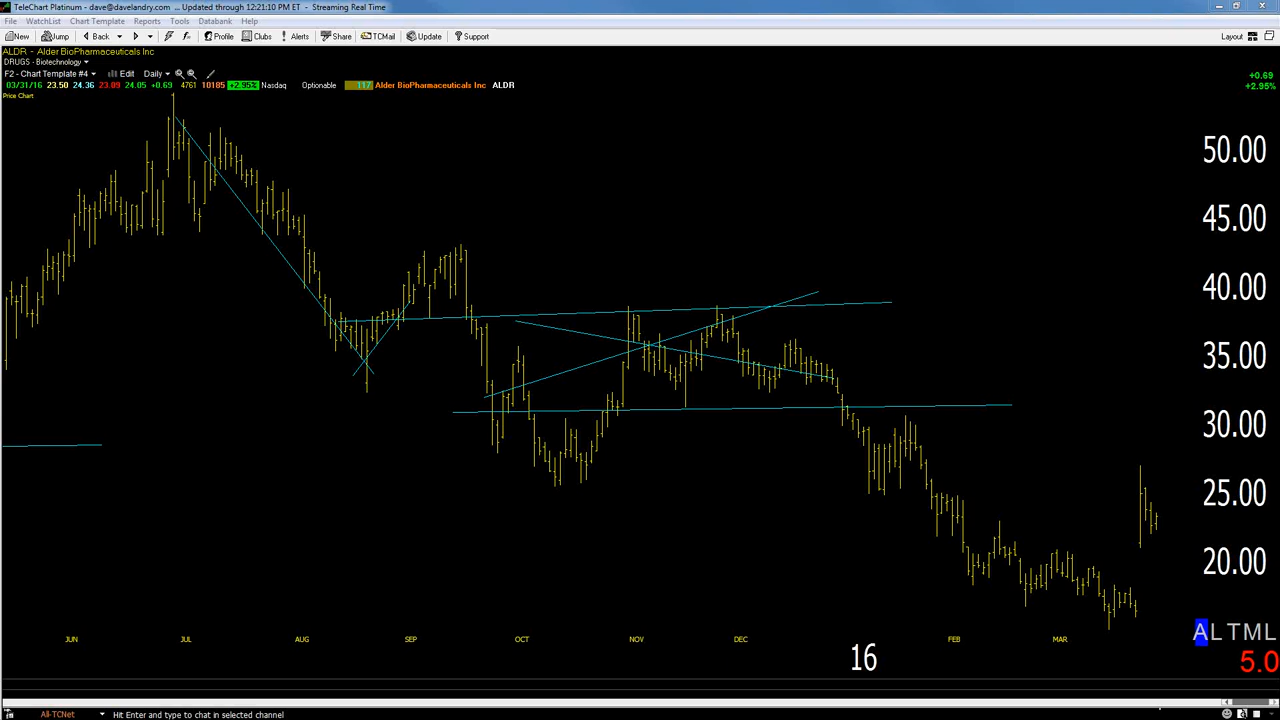 TeleChart Platinum - dave@davelandry.com ... Updated through 12:21:10 PM ET - Streaming Real Time
File WatchList Chart Template Reports Tools Databank Help
New Jump Back Profile Clubs Alerts Share TCMail Update Support Layout
ALDR - Alder BioPharmaceuticals Inc
DRUGS - Biotechnology
F2 - Chart Template #4 Edit Daily
+0.69
03/31/16 23.50 24.36 23.09 24.05 +0.69 4761 10185 +2.95% Nasdaq Optionable 117 Alder BioPharmaceuticals Inc ALDR
+2.95%
Price Chart
50.00
45.00
40.00
35.00
30.00
25.00
20.00
ALTML
JUN JUL AUG SEP OCT NOV DEC 16 FEB MAR
5.0
All-TCNet Hit Enter and type to chat in selected channel